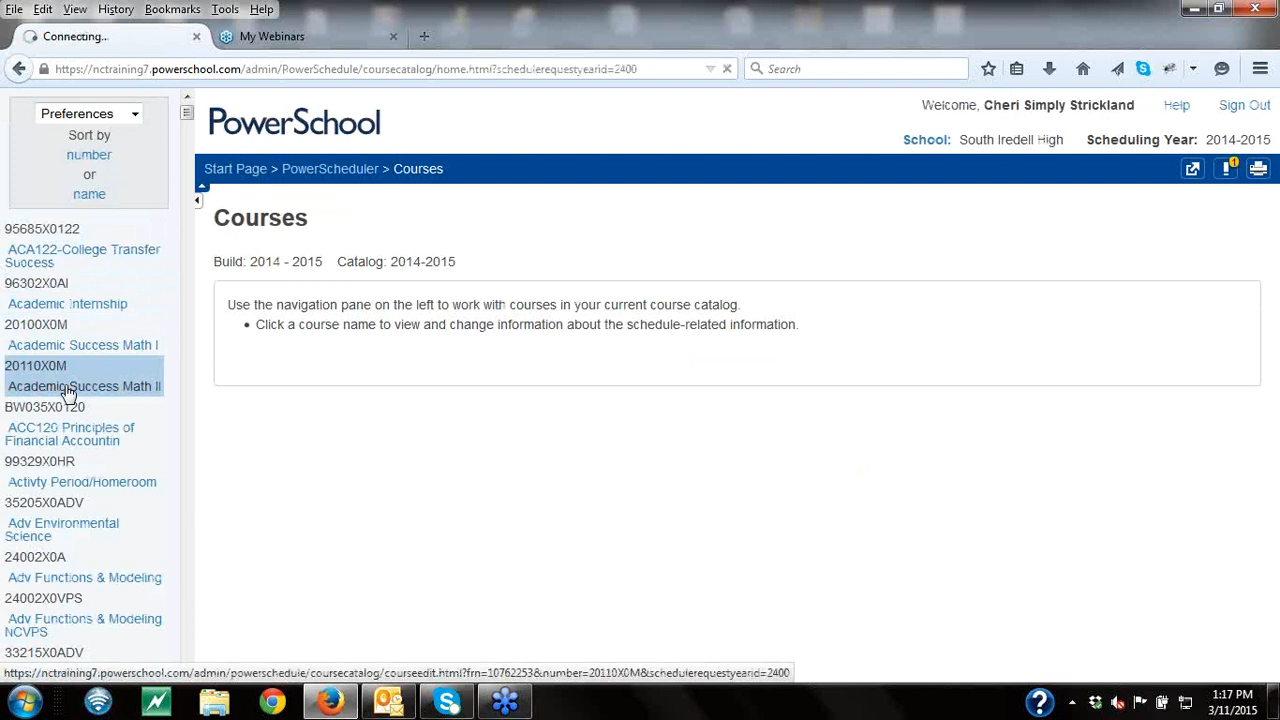 File Edit View History Bookmarks Tools Help
Connecting... × My Webinars × +
https://nctraining7.powerschool.com/admin/PowerSchedule/coursecatalog/home.html?schedulerequestyearid=2400
Search
Preferences
Sort by
number
or
name
95685X0122
ACA122-College Transfer
Success
96302X0AI
Academic Internship
20100X0M
Academic Success Math I
20110X0M
Academic Success Math II
BW035X0120
ACC120 Principles of
Financial Accountin
99329X0HR
Activty Period/Homeroom
35205X0ADV
Adv Environmental
Science
24002X0A
Adv Functions & Modeling
24002X0VPS
Adv Functions & Modeling
NCVPS
33215X0ADV
PowerSchool
Welcome, Cheri Simply Strickland Help Sign Out
School: South Iredell High Scheduling Year: 2014-2015
Start Page > PowerScheduler > Courses
1
Courses
Build: 2014 - 2015 Catalog: 2014-2015
Use the navigation pane on the left to work with courses in your current course catalog.
• Click a course name to view and change information about the schedule-related information.
https://nctraining7.powerschool.com/admin/powerschedule/coursecatalog/courseedit.html?frn=10762253&number=20110X0M&schedulerequestyearid=2400
1:17 PM
3/11/2015